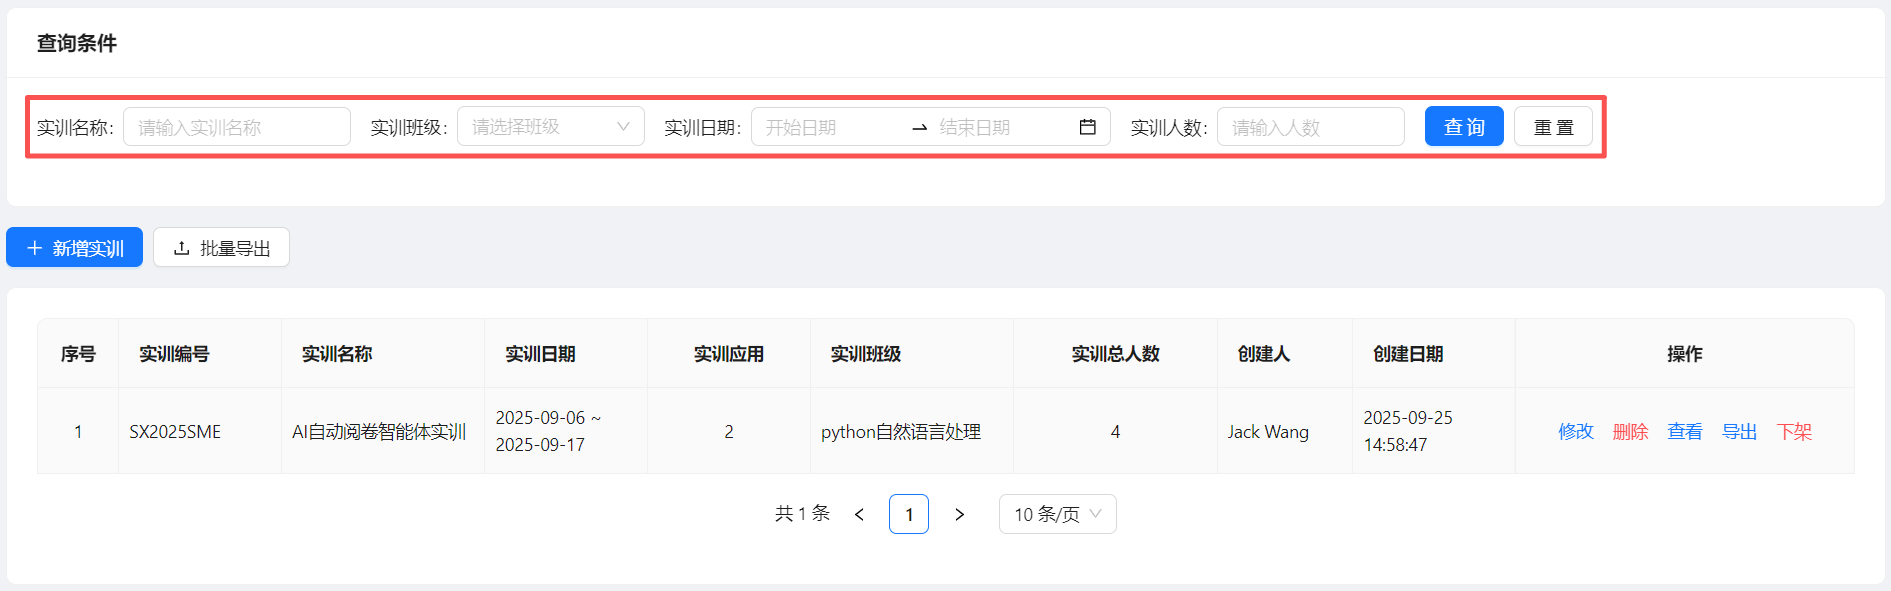 查询条件
实训名称： 请输入实训名称 实训班级： 请选择班级 实训日期： 开始日期 → 结束日期 实训人数： 请输入人数 查 询 重 置
+ 新增实训 批量导出
序号 实训编号 实训名称 实训日期 实训应用 实训班级 实训总人数 创建人 创建日期 操作
1 SX2025SME AI自动阅卷智能体实训 2025-09-06 ~ 2 python自然语言处理 4 Jack Wang 2025-09-25 修改 删除 查看 导出 下架
2025-09-17 14:58:47
共 1 条 < 1 > 10 条/页